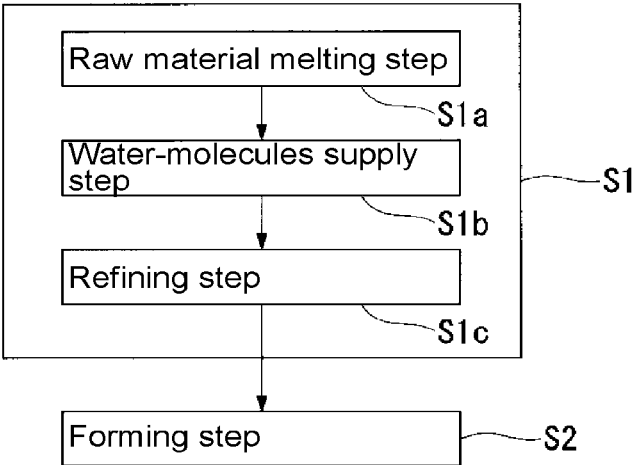 Raw material melting step
S1a
Water-molecules supply
step
S1
S1b
Refining step
S1c
Forming step
S2